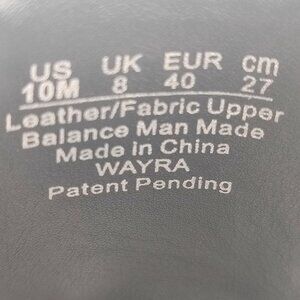 US UK EUR cm
10M 8 40 27
Leather/Fabric Upper
Balance Man Made
Made in China
WAYRA
Patent Pending